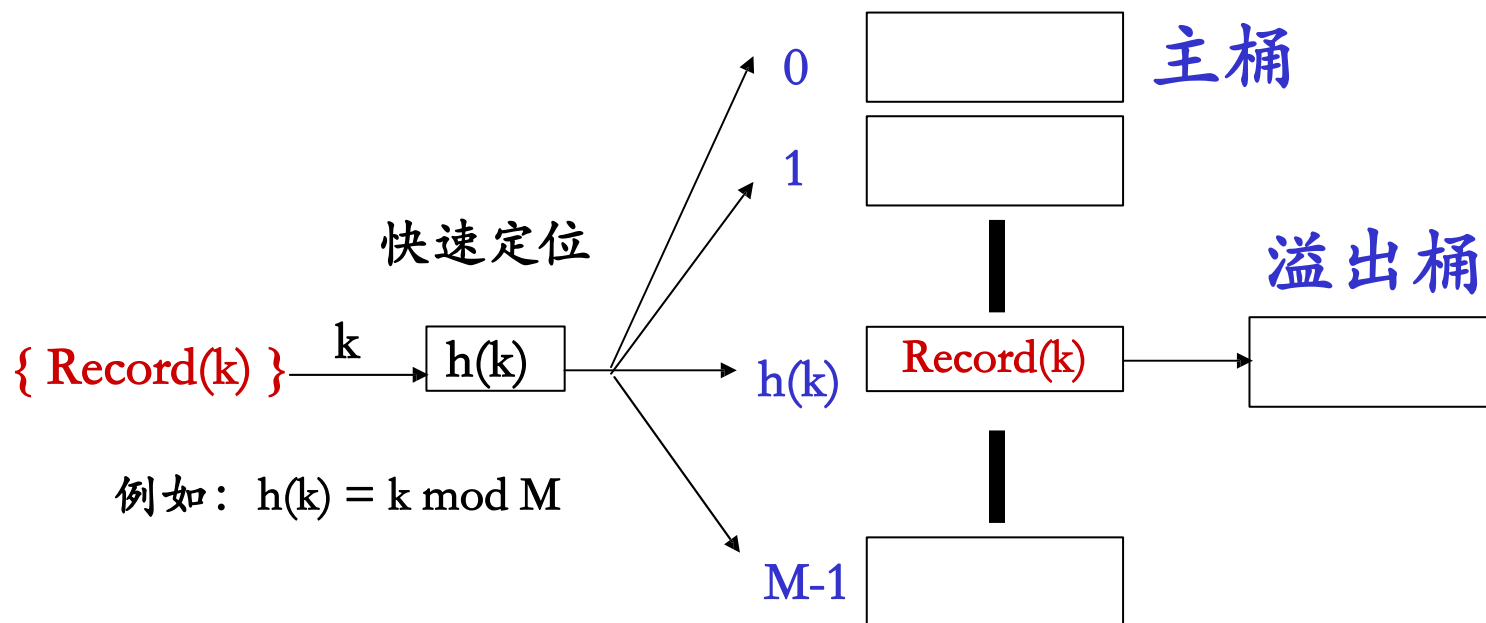 0
主桶
1
快速定位
溢出桶
{ Record(k) }
k
h(k)
h(k)
Record(k)
例如：h(k) = k mod M
M-1